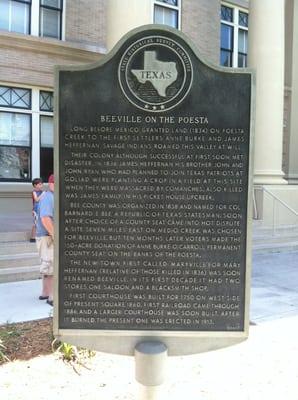 STATE HISTORICAL SURVEY COMMITTEE
TEXAS
BEEVILLE ON THE POESTA
LONG BEFORE MEXICO GRANTED LAND (1834) ON POESTA
CREEK TO THE FIRST SETTLERS, ANNE BURKE AND JAMES
HEFFERNAN, SAVAGE INDIANS ROAMED THIS VALLEY AT WILL.
THEIR COLONY ALTHOUGH SUCCESSFUL AT FIRST, SOON MET
DISASTER. IN 1836 JAMES HEFFERNAN, HIS BROTHER JOHN AND
JOHN RYAN, WHO HAD PLANNED TO JOIN TEXAS PATRIOTS AT
GOLIAD WERE PLANTING A CROP IN A FIELD AT THIS SITE
WHEN THEY WERE MASSACRED BY COMANCHES; ALSO KILLED
WAS JAMES' FAMILY IN HIS PICKET HOUSE UPCREEK.
BEE COUNTY WAS ORGANIZED IN 1858 AND NAMED FOR COL.
BARNARD E. BEE, A REPUBLIC OF TEXAS STATESMAN. SOON
AFTER, CHOICE OF A COUNTY SEAT CAME INTO HOT DISPUTE.
A SITE SEVEN MILES EAST, ON MEDIO CREEK, WAS CHOSEN
FOR BEEVILLE. BUT TEN MONTHS LATER VOTERS MADE THE
150-ACRE DONATION OF ANNE BURKE O'CARROLL PERMANENT
COUNTY SEAT, ON THE BANKS OF THE POESTA.
THE NEW TOWN, FIRST CALLED MARYVILLE FOR MARY
HEFFERNAN (RELATIVE OF THOSE KILLED IN 1836) WAS SOON
RENAMED BEEVILLE. IN ITS FIRST DECADE IT HAD TWO
STORES, ONE SALOON, AND A BLACKSMITH SHOP.
FIRST COURTHOUSE WAS BUILT FOR $750 ON WEST SIDE
OF PRESENT SQUARE, 1860. FIRST RAILROAD CAME THROUGH
1886 AND A LARGER COURTHOUSE WAS SOON BUILT. AFTER
IT BURNED, THE PRESENT ONE WAS ERECTED IN 1913.